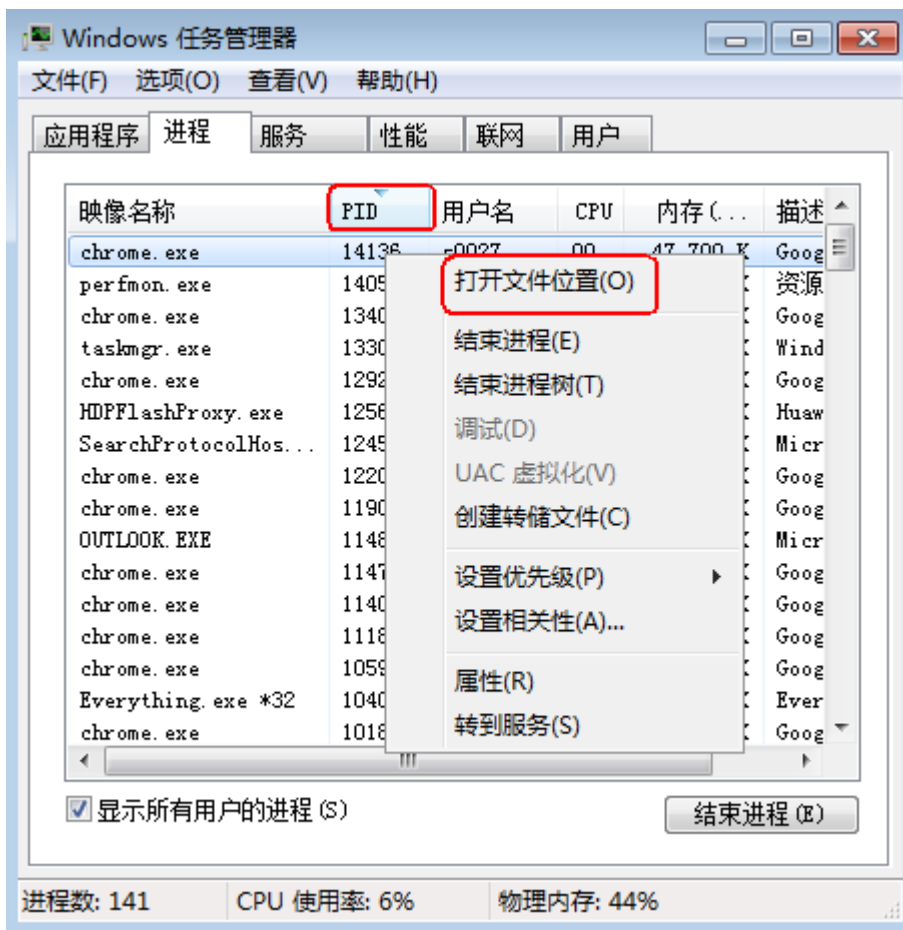 Windows 任务管理器
文件(F) 选项(O) 查看(V) 帮助(H)
应用程序 进程 服务 性能 联网 用户
映像名称 PID 用户名 CPU 内存(... 描述
chrome.exe 14136 r0027 00 47,700 K Goog
perfmon.exe 1405 资源
chrome.exe 1340 Goog
taskmgr.exe 1330 Wind
chrome.exe 1292 Goog
HDPFlashProxy.exe 1256 Huaw
SearchProtocolHos... 1245 Micr
chrome.exe 1220 Goog
chrome.exe 1190 Goog
OUTLOOK.EXE 1148 Micr
chrome.exe 1147 Goog
chrome.exe 1140 Goog
chrome.exe 1118 Goog
chrome.exe 1059 Goog
Everything.exe *32 1040 Ever
chrome.exe 1018 Goog
打开文件位置(O)
结束进程(E)
结束进程树(T)
调试(D)
UAC 虚拟化(V)
创建转储文件(C)
设置优先级(P)
设置相关性(A)...
属性(R)
转到服务(S)
显示所有用户的进程(S)
结束进程(E)
进程数: 141 CPU 使用率: 6% 物理内存: 44%